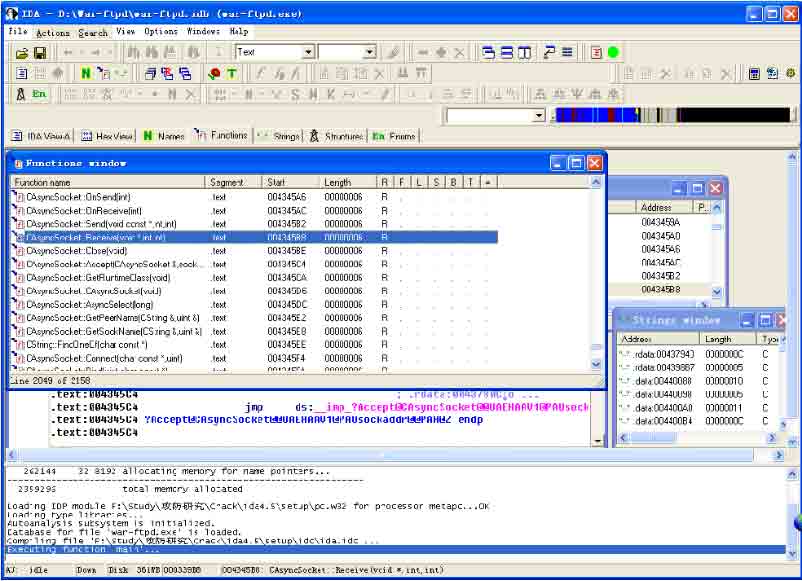 IDA - D:\War-ftpd\war-ftpd.idb (war-ftpd.exe)
File Actions Search View Options Windows Help
Text
N
En
IDA View-A Hex View-A N Names Functions Strings Structures En Enums
Functions window
Function name Segment Start Length R F L S B T
CAsyncSocket::OnSend(int) .text 004345A6 00000006 R
CAsyncSocket::OnReceive(int) .text 004345AC 00000006 R
CAsyncSocket::Send(void const *,int,int) .text 004345B2 00000006 R
CAsyncSocket::Receive(void *,int,int) .text 004345B8 00000006 R
CAsyncSocket::Close(void) .text 004345BE 00000006 R
CAsyncSocket::Accept(CAsyncSocket &,sock... .text 004345C4 00000006 R
CAsyncSocket::GetRuntimeClass(void) .text 004345CA 00000006 R
CAsyncSocket::CAsyncSocket(void) .text 004345D6 00000006 R
CAsyncSocket::AsyncSelect(long) .text 004345DC 00000006 R
CAsyncSocket::GetPeerName(CString &,uint &) .text 004345E2 00000006 R
CAsyncSocket::GetSockName(CString &,uint &) .text 004345E8 00000006 R
CString::FindOneOf(char const *) .text 004345EE 00000006 R
CAsyncSocket::Connect(char const *,uint) .text 004345F4 00000006 R
Line 2049 of 2158
Address P..
0043459A
004345A0
004345A6
004345AC
004345B2
004345B8
Strings window
Address Length Type
"..." .rdata:00437943 0000000C C
"..." .rdata:00439887 00000005 C
"..." .rdata:00440088 00000010 C
"..." .rdata:00440098 00000005 C
"..." .rdata:004400A0 00000011 C
"..." .rdata:004400B4 0000000C C
.text:004345C4
.text:004345C4 jmp ds:__imp_?Accept@CAsyncSocket@@UAEHAAV1@PAUsock
.text:004345C4 ?Accept@CAsyncSocket@@UAEHAAV1@PAUsockaddr@@PAH@Z endp
.text:004345C4
262144 32 8192 allocating memory for name pointers...
2359296 total memory allocated
Loading IDP module F:\Study\攻防研究\Crack\ida4.5\setup\pc.w32 for processor metapc...OK
Loading type libraries...
Autoanalysis subsystem is initialized.
Database for file 'war-ftpd.exe' is loaded.
Compiling file 'F:\Study\攻防研究\Crack\ida4.5\setup\idc\ida.idc'...
Executing function 'main'...
AU: idle Down Disk: 361MB 000339B8 004345B8: CAsyncSocket::Receive(void *,int,int)